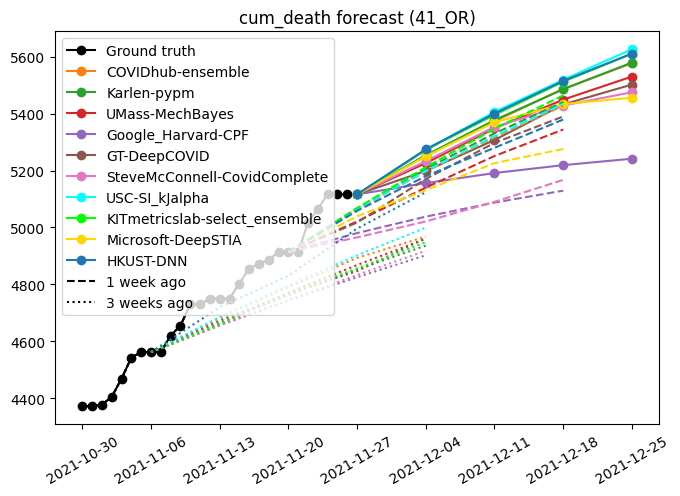 cum_death forecast (41_OR)
Ground truth
COVIDhub-ensemble
Karlen-pypm
UMass-MechBayes
Google_Harvard-CPF
GT-DeepCOVID
SteveMcConnell-CovidComplete
USC-SI_kJalpha
KITmetricslab-select_ensemble
Microsoft-DeepSTIA
HKUST-DNN
1 week ago
3 weeks ago
5600
5400
5200
5000
4800
4600
4400
2021-10-30 2021-11-06 2021-11-13 2021-11-20 2021-11-27 2021-12-04 2021-12-11 2021-12-18 2021-12-25